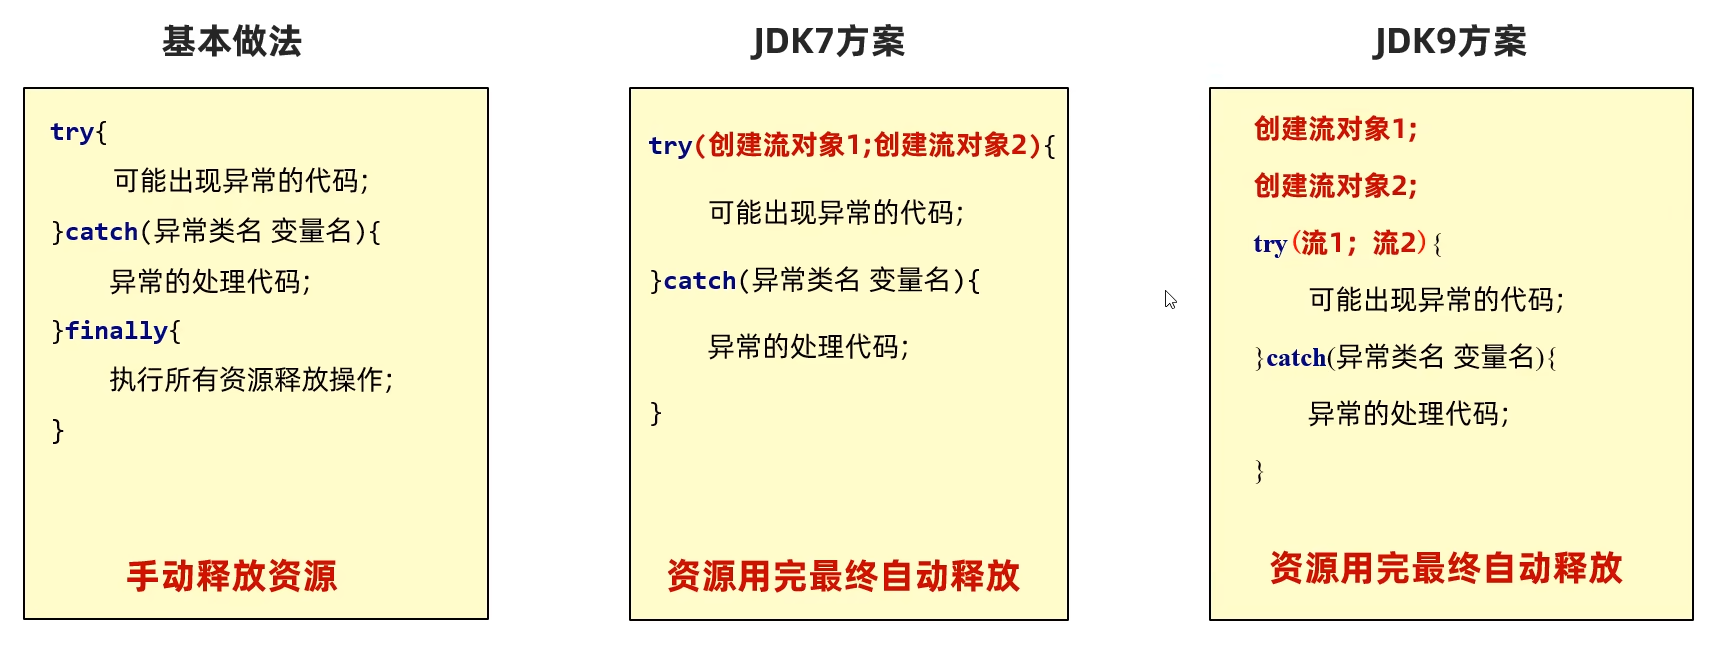 基本做法
try{
可能出现异常的代码;
}catch(异常类名 变量名){
异常的处理代码;
}finally{
执行所有资源释放操作;
}
手动释放资源
JDK7方案
try(创建流对象1;创建流对象2){
可能出现异常的代码;
}catch(异常类名 变量名){
异常的处理代码;
}
资源用完最终自动释放
JDK9方案
创建流对象1;
创建流对象2;
try(流1；流2){
可能出现异常的代码;
}catch(异常类名 变量名){
异常的处理代码;
}
资源用完最终自动释放